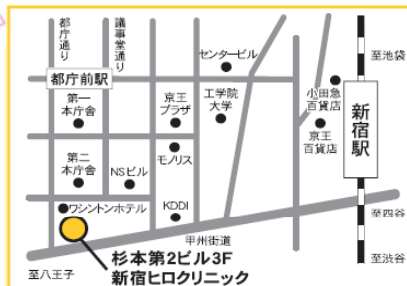 都庁通り
議事堂通り
センタービル
至池袋
都庁前駅
小田急
百貨店
第一
本庁舎
京王
プラザ
工学院
大学
新宿駅
京王
百貨店
モノリス
第二
本庁舎
NSビル
ワシントンホテル
KDDI
至四谷
甲州街道
杉本第2ビル3F
新宿ヒロクリニック
至八王子
至渋谷